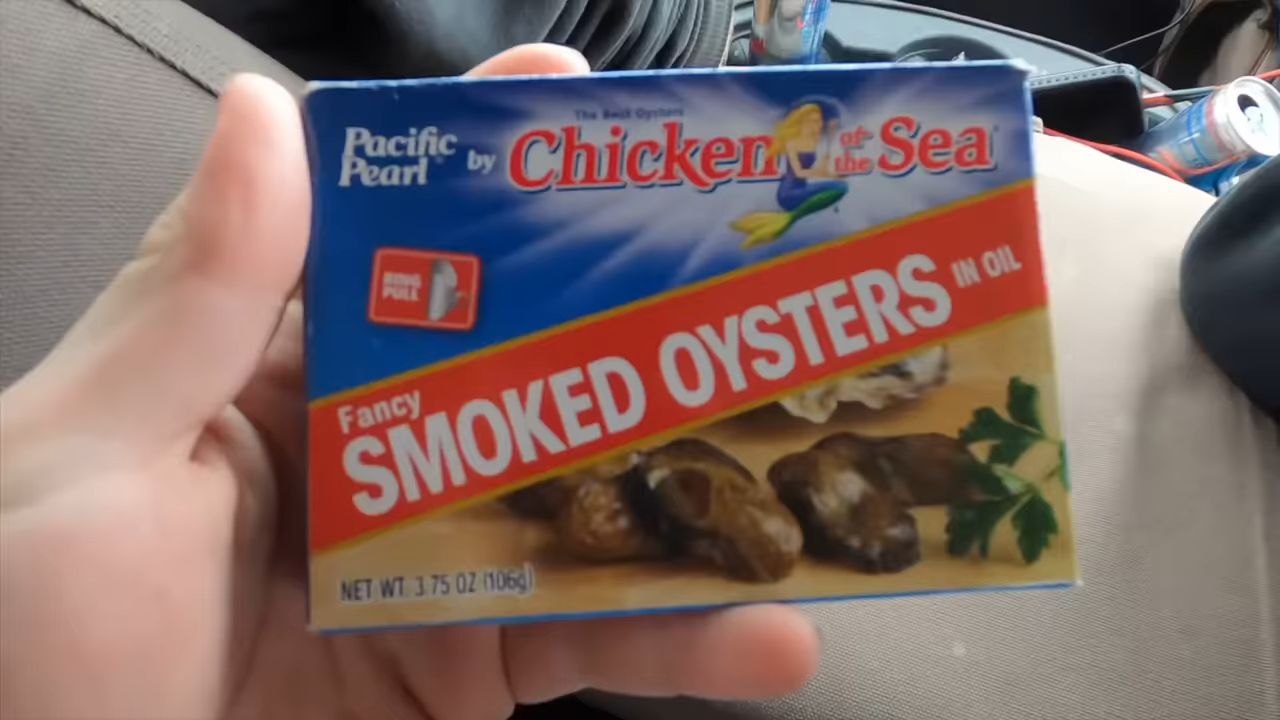 The Best Oysters
Pacific Pearl by Chicken of the Sea
RING PULL
Fancy
SMOKED OYSTERS IN OIL
NET WT. 3.75 OZ (106g)